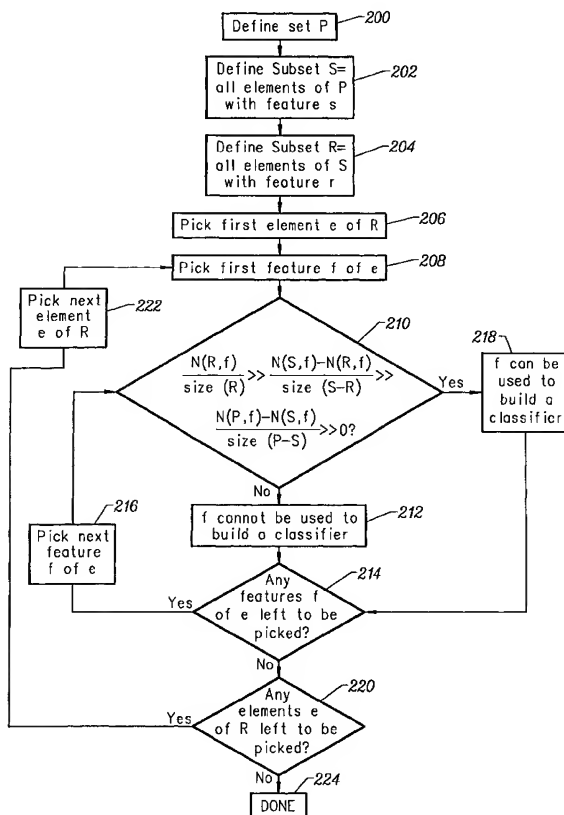 Define set P
200
Define Subset S=
all elements of P
with feature s
202
Define Subset R=
all elements of S
with feature r
204
Pick first element e of R
206
Pick first feature f of e
208
Pick next
element
e of R
222
210
N(R,f)
size (R)
>>
N(S,f)-N(R,f)
size (S-R)
>>
N(P,f)-N(S,f)
size (P-S)
>>0?
Yes
218
f can be
used to
build a
classifier
No
f cannot be used to
build a classifier
212
216
Pick next
feature
f of e
214
Any
features f
of e left to be
picked?
Yes
No
220
Any
elements e
of R left to be
picked?
Yes
No
224
DONE